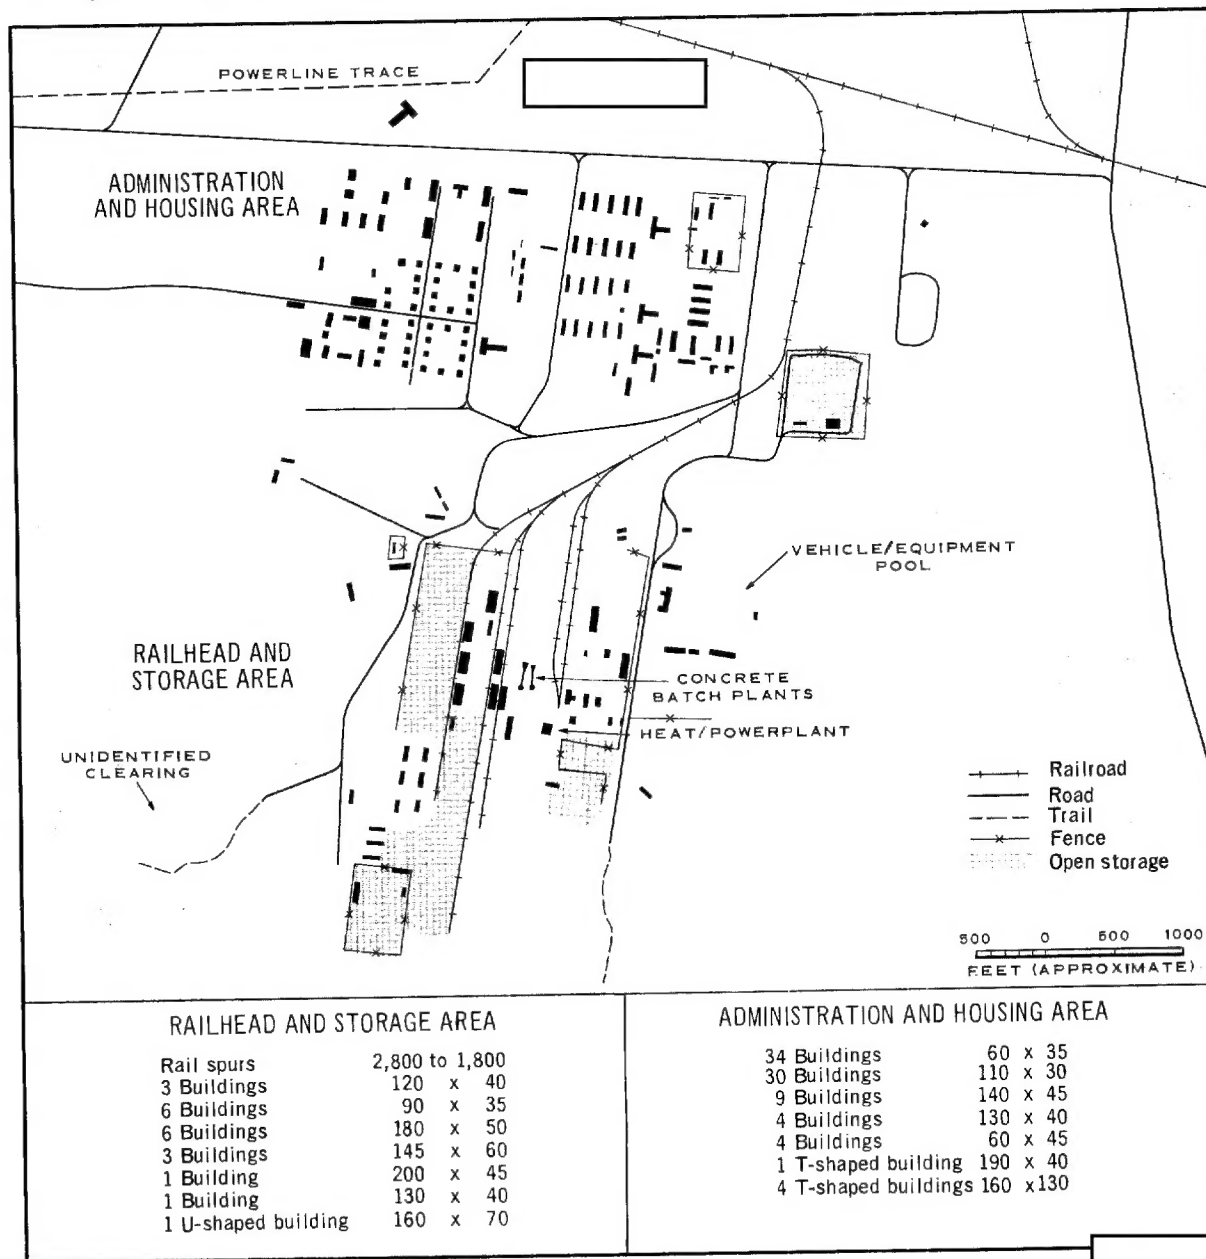 POWERLINE TRACE
ADMINISTRATION
AND HOUSING AREA
VEHICLE/EQUIPMENT
POOL
RAILHEAD AND
STORAGE AREA
CONCRETE
BATCH PLANTS
HEAT/POWERPLANT
UNIDENTIFIED
CLEARING
Railroad
Road
Trail
Fence
Open storage
500 0 500 1000
FEET (APPROXIMATE)
RAILHEAD AND STORAGE AREA
Rail spurs 2,800 to 1,800
3 Buildings 120 x 40
6 Buildings 90 x 35
6 Buildings 180 x 50
3 Buildings 145 x 60
1 Building 200 x 45
1 Building 130 x 40
1 U-shaped building 160 x 70
ADMINISTRATION AND HOUSING AREA
34 Buildings 60 x 35
30 Buildings 110 x 30
9 Buildings 140 x 45
4 Buildings 130 x 40
4 Buildings 60 x 45
1 T-shaped building 190 x 40
4 T-shaped buildings 160 x130